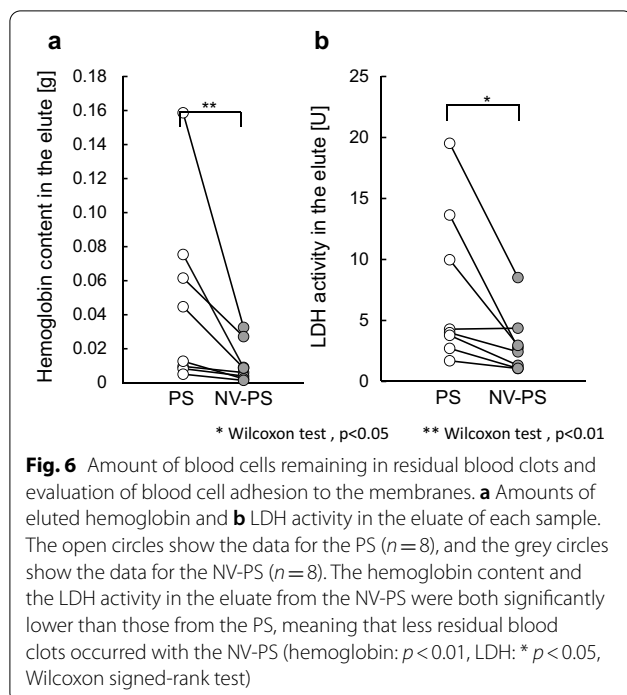 a
b
0.18
0.16
0.14
0.12
0.10
0.08
0.06
0.04
0.02
0
Hemoglobin content in the elute [g]
**
PS NV-PS
25
20
15
10
5
0
LDH activity in the elute [U]
*
PS NV-PS
* Wilcoxon test , p<0.05 ** Wilcoxon test , p<0.01
Fig. 6 Amount of blood cells remaining in residual blood clots and
evaluation of blood cell adhesion to the membranes. a Amounts of
eluted hemoglobin and b LDH activity in the eluate of each sample.
The open circles show the data for the PS (n = 8), and the grey circles
show the data for the NV-PS (n = 8). The hemoglobin content and
the LDH activity in the eluate from the NV-PS were both significantly
lower than those from the PS, meaning that less residual blood
clots occurred with the NV-PS (hemoglobin: p < 0.01, LDH: * p < 0.05,
Wilcoxon signed-rank test)